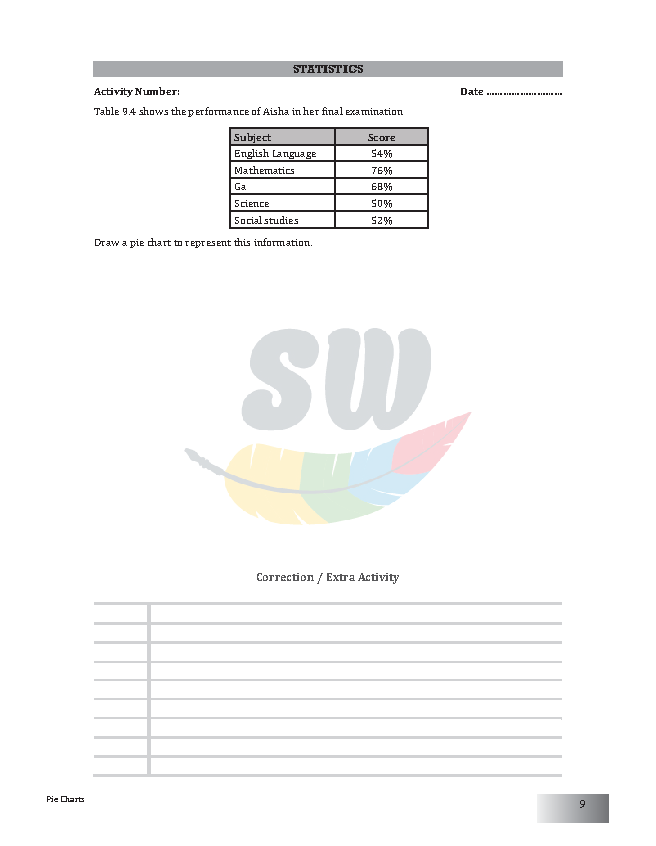 STATISTICS
Activity Number: Date ............................
Table 9.4 shows the performance of Aisha in her final examination
Subject Score
English Language 54%
Mathematics 76%
Ga 68%
Science 50%
Social studies 52%
Draw a pie chart to represent this information.
SW
Correction / Extra Activity
Pie Charts 9